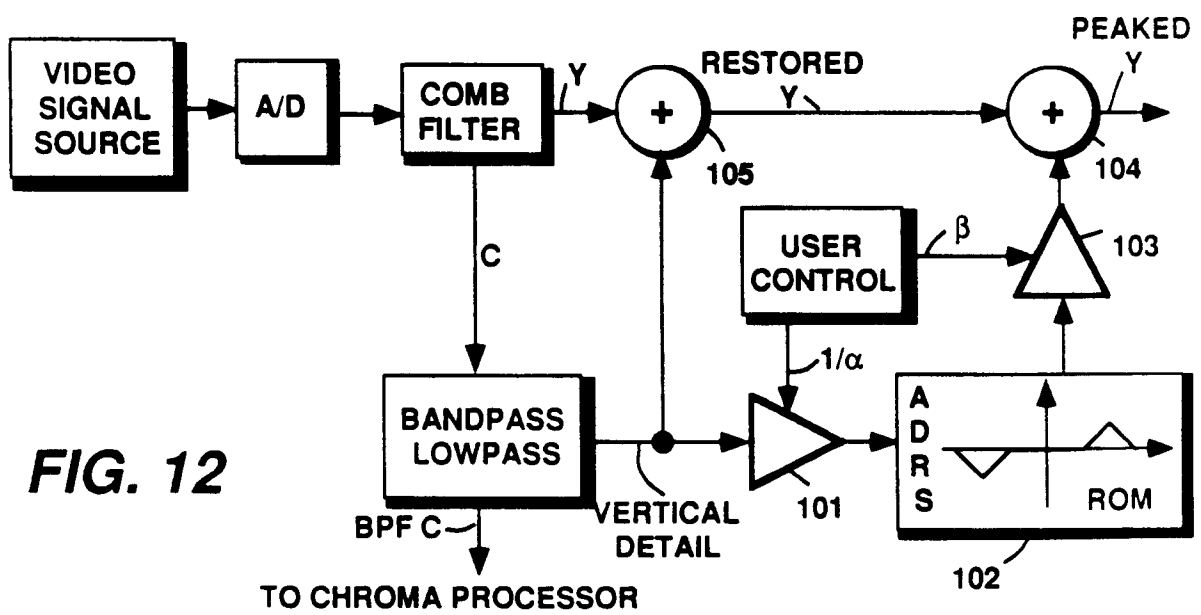 PEAKED
Y
VIDEO
SIGNAL
SOURCE
A/D
COMB
FILTER
Y
+
105
RESTORED
Y
+
104
C
USER
CONTROL
β
103
1/α
BANDPASS
LOWPASS
101
A
D
R
S
ROM
102
FIG. 12
BPF C
VERTICAL
DETAIL
TO CHROMA PROCESSOR